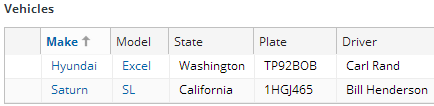 Vehicles
Make↑ Model State Plate Driver
Hyundai Excel Washington TP92BOB Carl Rand
Saturn SL California 1HGJ465 Bill Henderson